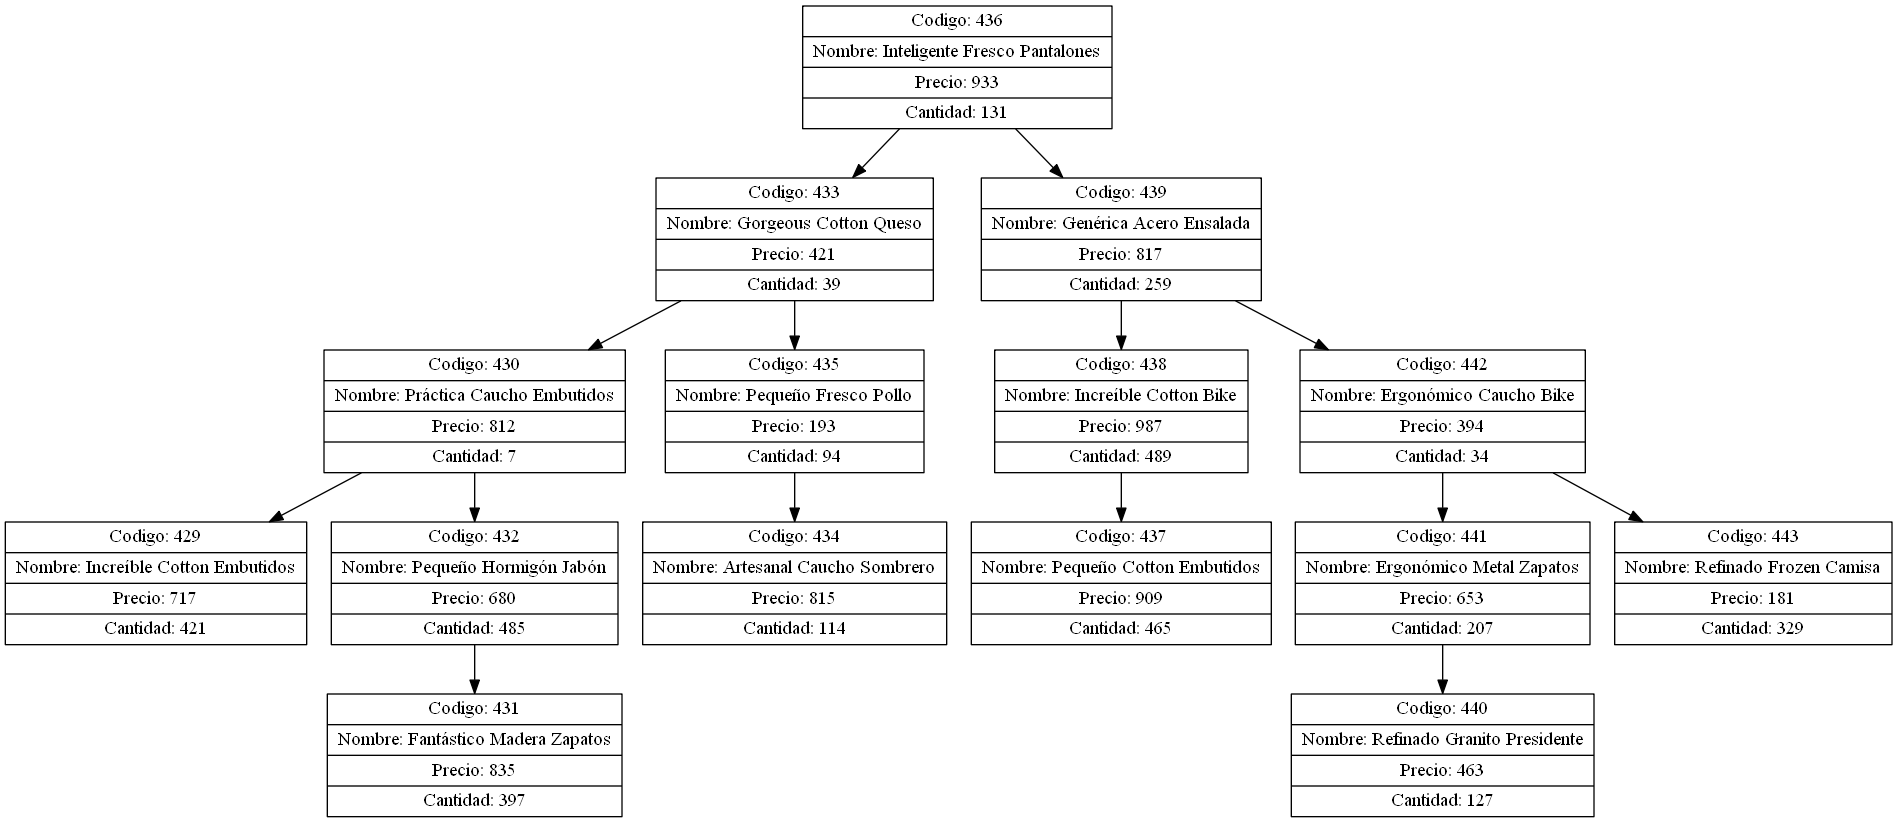 Codigo: 436
Nombre: Inteligente Fresco Pantalones
Precio: 933
Cantidad: 131
Codigo: 433
Nombre: Gorgeous Cotton Queso
Precio: 421
Cantidad: 39
Codigo: 439
Nombre: Genérica Acero Ensalada
Precio: 817
Cantidad: 259
Codigo: 430
Nombre: Práctica Caucho Embutidos
Precio: 812
Cantidad: 7
Codigo: 435
Nombre: Pequeño Fresco Pollo
Precio: 193
Cantidad: 94
Codigo: 438
Nombre: Increíble Cotton Bike
Precio: 987
Cantidad: 489
Codigo: 442
Nombre: Ergonómico Caucho Bike
Precio: 394
Cantidad: 34
Codigo: 429
Nombre: Increíble Cotton Embutidos
Precio: 717
Cantidad: 421
Codigo: 432
Nombre: Pequeño Hormigón Jabón
Precio: 680
Cantidad: 485
Codigo: 434
Nombre: Artesanal Caucho Sombrero
Precio: 815
Cantidad: 114
Codigo: 437
Nombre: Pequeño Cotton Embutidos
Precio: 909
Cantidad: 465
Codigo: 441
Nombre: Ergonómico Metal Zapatos
Precio: 653
Cantidad: 207
Codigo: 443
Nombre: Refinado Frozen Camisa
Precio: 181
Cantidad: 329
Codigo: 431
Nombre: Fantástico Madera Zapatos
Precio: 835
Cantidad: 397
Codigo: 440
Nombre: Refinado Granito Presidente
Precio: 463
Cantidad: 127